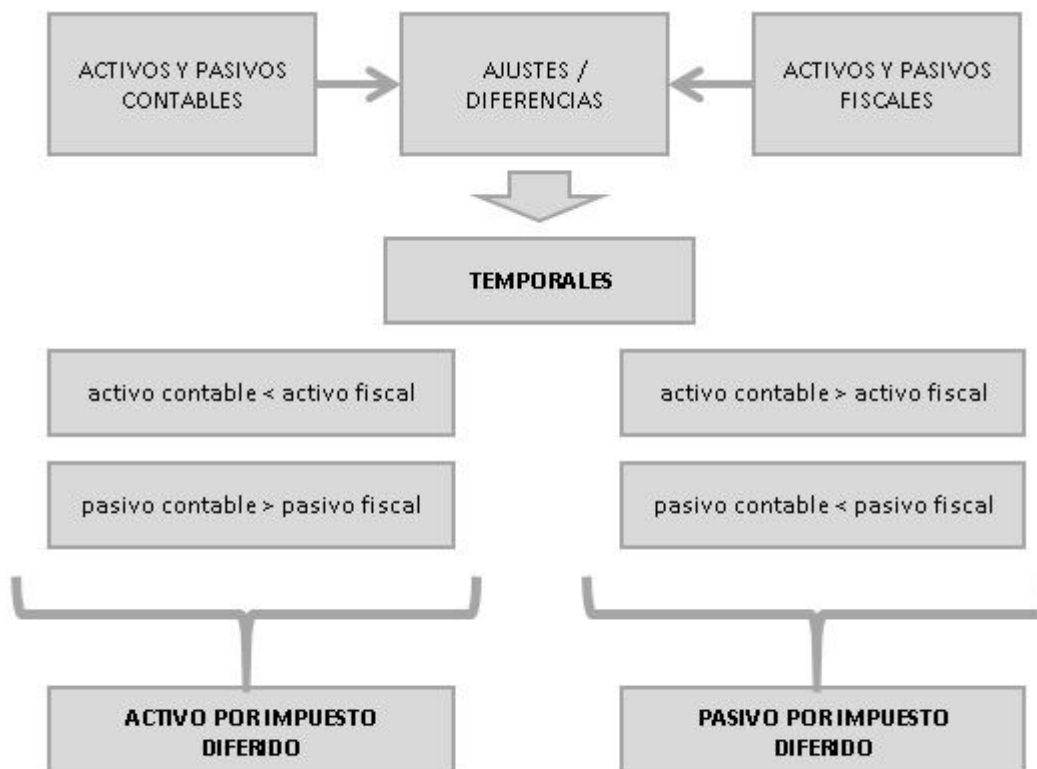 ACTIVOS Y PASIVOS
CONTABLES
AJUSTES /
DIFERENCIAS
ACTIVOS Y PASIVOS
FISCALES
TEMPORALES
activo contable < activo fiscal
activo contable > activo fiscal
pasivo contable > pasivo fiscal
pasivo contable < pasivo fiscal
ACTIVO POR IMPUESTO
DIFERIDO
PASIVO POR IMPUESTO
DIFERIDO